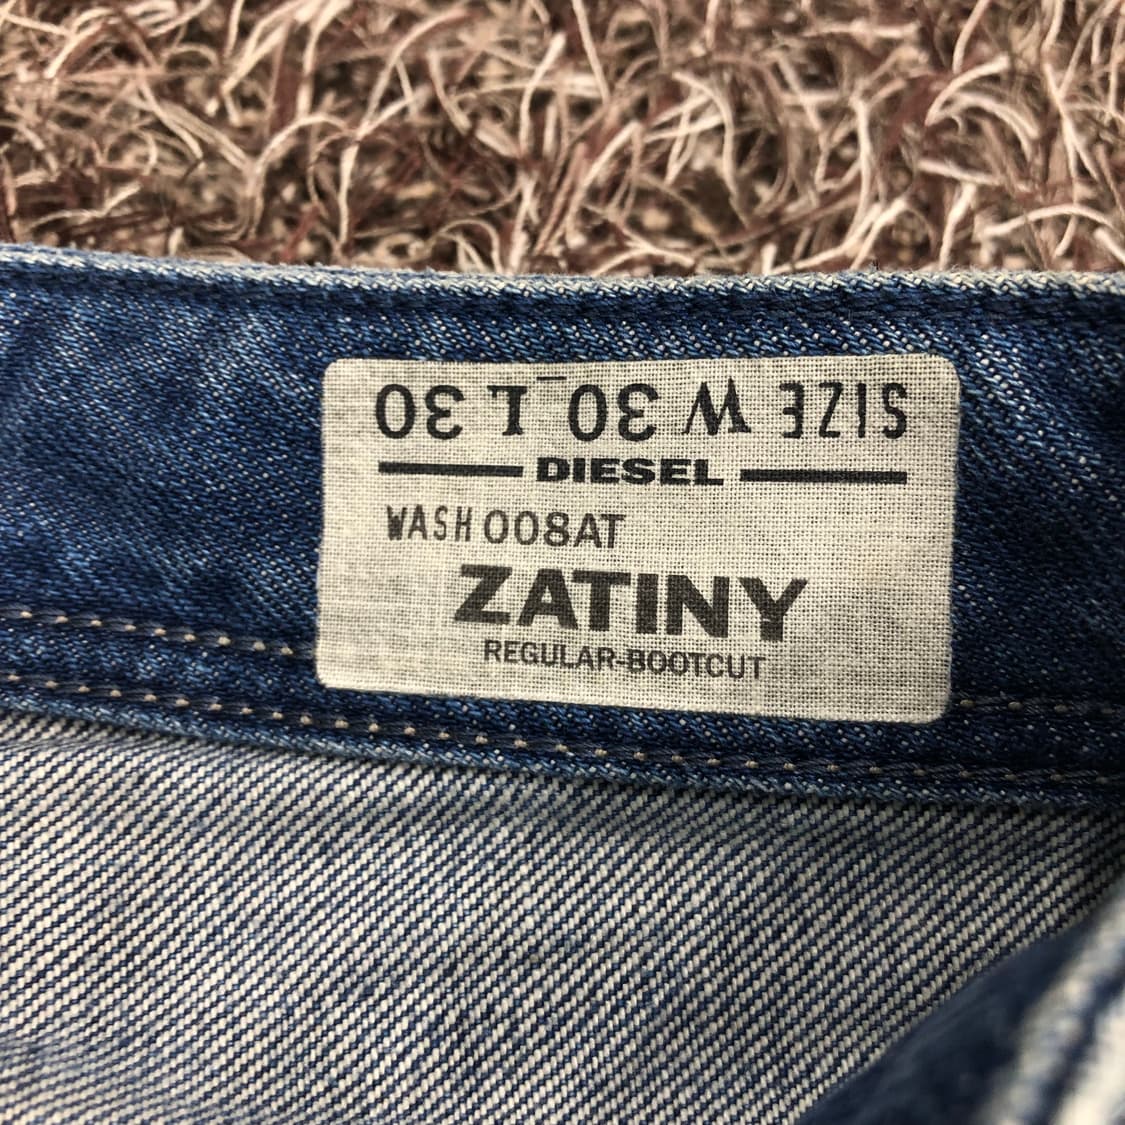 SIZE W 30 L 30
DIESEL
WASH 008AT
ZATINY
REGULAR-BOOTCUT